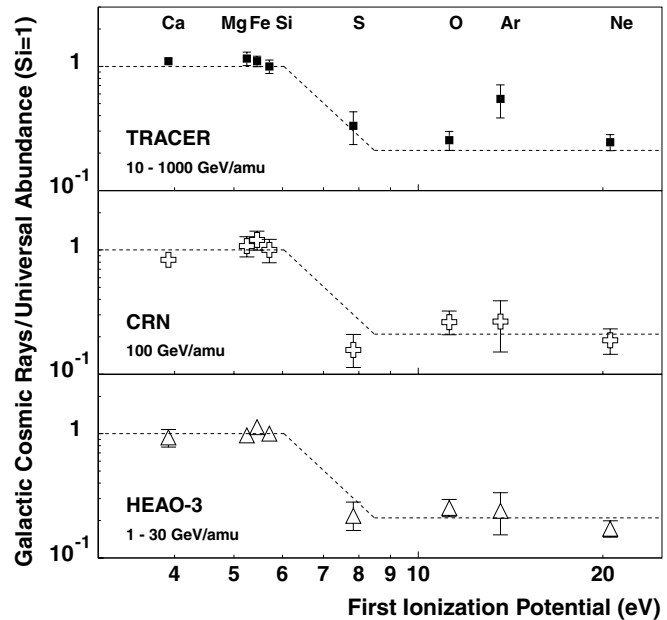 Ca Mg Fe Si S O Ar Ne
Galactic Cosmic Rays/Universal Abundance (Si=1)
1
TRACER
10 - 1000 GeV/amu
10⁻¹
1
CRN
100 GeV/amu
10⁻¹
1
HEAO-3
1 - 30 GeV/amu
10⁻¹
4 5 6 7 8 9 10 20
First Ionization Potential (eV)